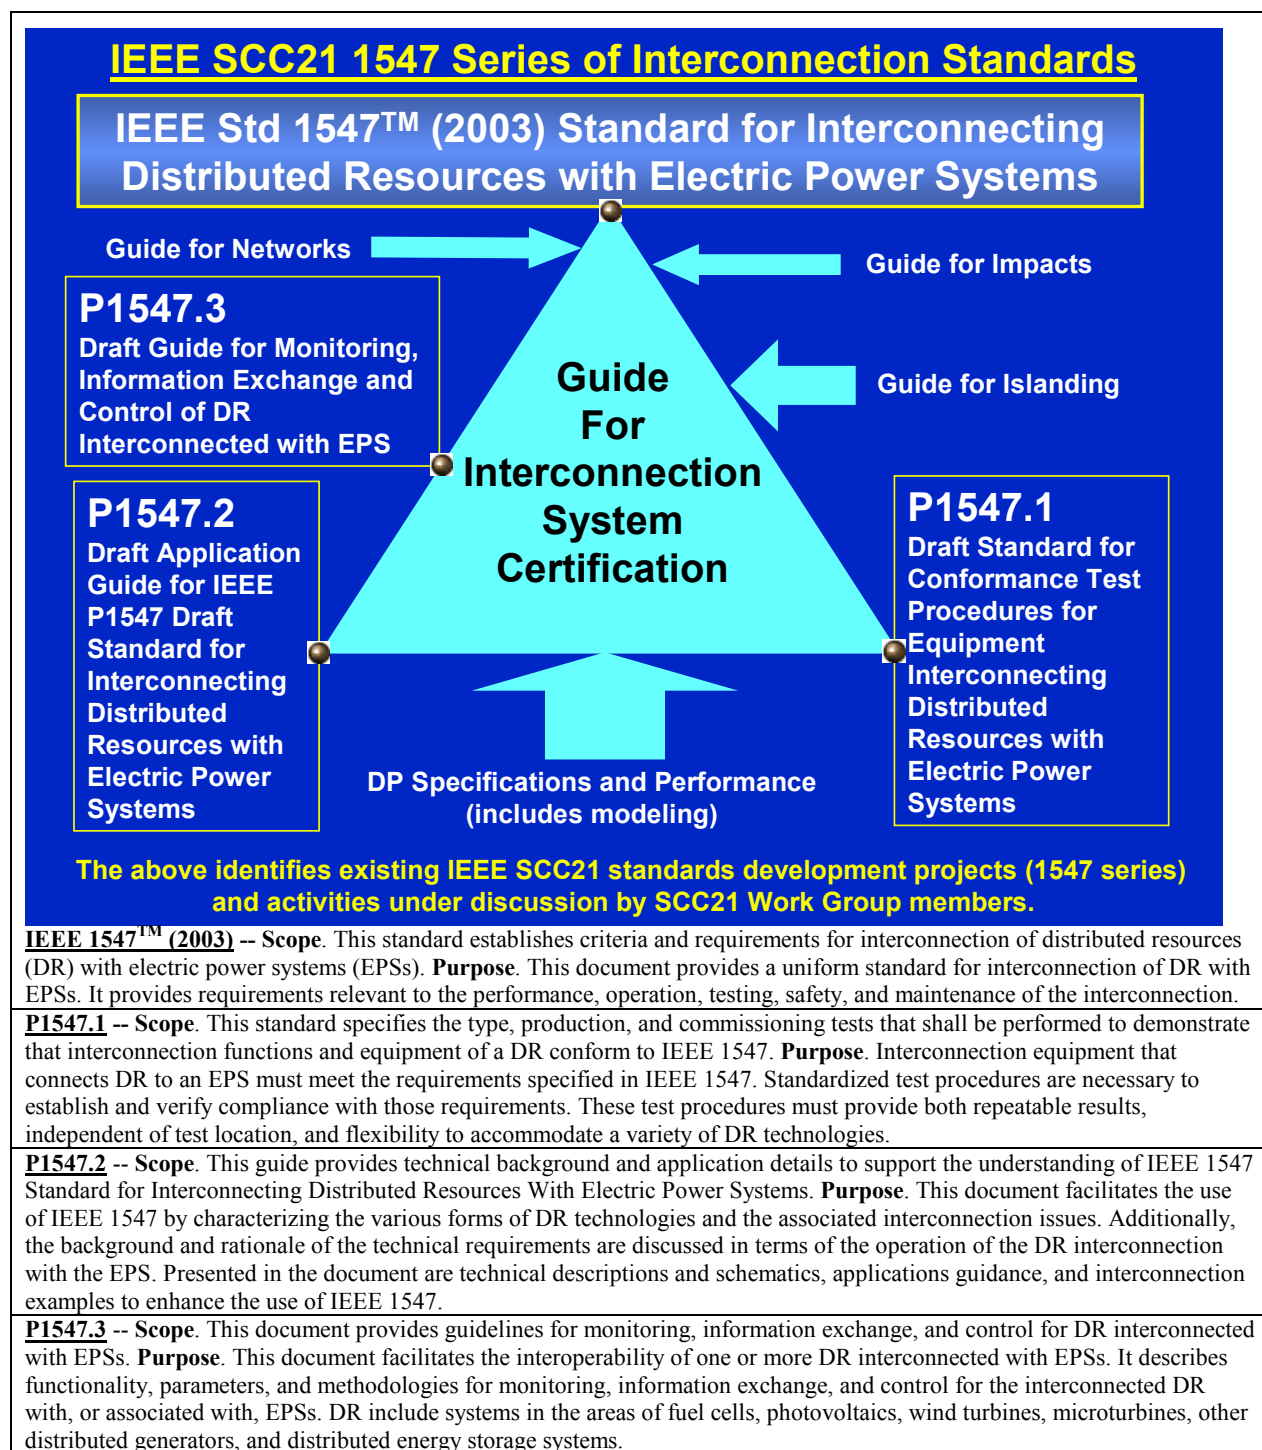 IEEE SCC21 1547 Series of Interconnection Standards
IEEE Std 1547TM (2003) Standard for Interconnecting
Distributed Resources with Electric Power Systems
Guide for Networks
Guide for Impacts
P1547.3
Draft Guide for Monitoring,
Information Exchange and
Control of DR
Interconnected with EPS
Guide for Islanding
Guide
For
Interconnection
System
Certification
P1547.2
Draft Application
Guide for IEEE
P1547 Draft
Standard for
Interconnecting
Distributed
Resources with
Electric Power
Systems
P1547.1
Draft Standard for
Conformance Test
Procedures for
Equipment
Interconnecting
Distributed
Resources with
Electric Power
Systems
DP Specifications and Performance
(includes modeling)
The above identifies existing IEEE SCC21 standards development projects (1547 series)
and activities under discussion by SCC21 Work Group members.
IEEE 1547TM (2003) -- Scope. This standard establishes criteria and requirements for interconnection of distributed resources
(DR) with electric power systems (EPSs). Purpose. This document provides a uniform standard for interconnection of DR with
EPSs. It provides requirements relevant to the performance, operation, testing, safety, and maintenance of the interconnection.
P1547.1 -- Scope. This standard specifies the type, production, and commissioning tests that shall be performed to demonstrate
that interconnection functions and equipment of a DR conform to IEEE 1547. Purpose. Interconnection equipment that
connects DR to an EPS must meet the requirements specified in IEEE 1547. Standardized test procedures are necessary to
establish and verify compliance with those requirements. These test procedures must provide both repeatable results,
independent of test location, and flexibility to accommodate a variety of DR technologies.
P1547.2 -- Scope. This guide provides technical background and application details to support the understanding of IEEE 1547
Standard for Interconnecting Distributed Resources With Electric Power Systems. Purpose. This document facilitates the use
of IEEE 1547 by characterizing the various forms of DR technologies and the associated interconnection issues. Additionally,
the background and rationale of the technical requirements are discussed in terms of the operation of the DR interconnection
with the EPS. Presented in the document are technical descriptions and schematics, applications guidance, and interconnection
examples to enhance the use of IEEE 1547.
P1547.3 -- Scope. This document provides guidelines for monitoring, information exchange, and control for DR interconnected
with EPSs. Purpose. This document facilitates the interoperability of one or more DR interconnected with EPSs. It describes
functionality, parameters, and methodologies for monitoring, information exchange, and control for the interconnected DR
with, or associated with, EPSs. DR include systems in the areas of fuel cells, photovoltaics, wind turbines, microturbines, other
distributed generators, and distributed energy storage systems.